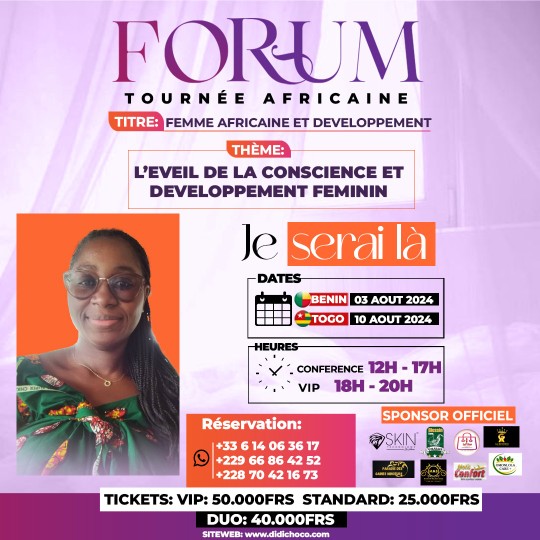 FORUM
TOURNÉE AFRICAINE
TITRE: FEMME AFRICAINE ET DEVELOPPEMENT
THÈME:
L'EVEIL DE LA CONSCIENCE ET
DEVELOPPEMENT FEMININ
Je serai là
DATES
BENIN 03 AOUT 2024
TOGO 10 AOUT 2024
HEURES
CONFERENCE 12H - 17H
VIP 18H - 20H
Réservation:
+33 6 14 06 36 17
+229 66 86 42 52
+228 70 42 16 73
SPONSOR OFFICIEL
SKIN
Confort
TICKETS: VIP: 50.000FRS STANDARD: 25.000FRS
DUO: 40.000FRS
SITEWEB: www.didichoco.com